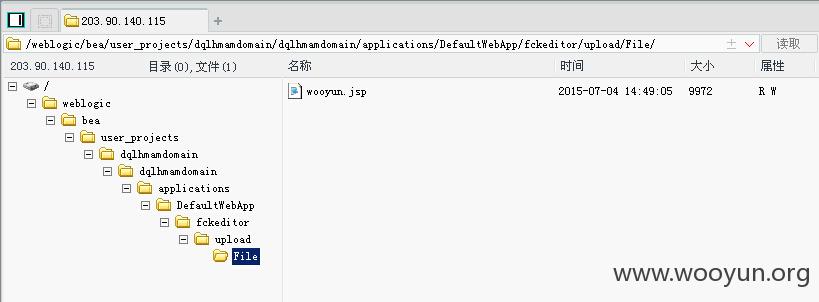 203.90.140.115
/weblogic/bea/user_projects/dqlhmamdomain/dqlhmamdomain/applications/DefaultWebApp/fckeditor/upload/File/ 读取
203.90.140.115 目录(0),文件(1) 名称 时间 大小 属性
/
weblogic
bea
user_projects
dqlhmamdomain
dqlhmamdomain
applications
DefaultWebApp
fckeditor
upload
File
wooyun.jsp 2015-07-04 14:49:05 9972 R W
www.wooyun.org